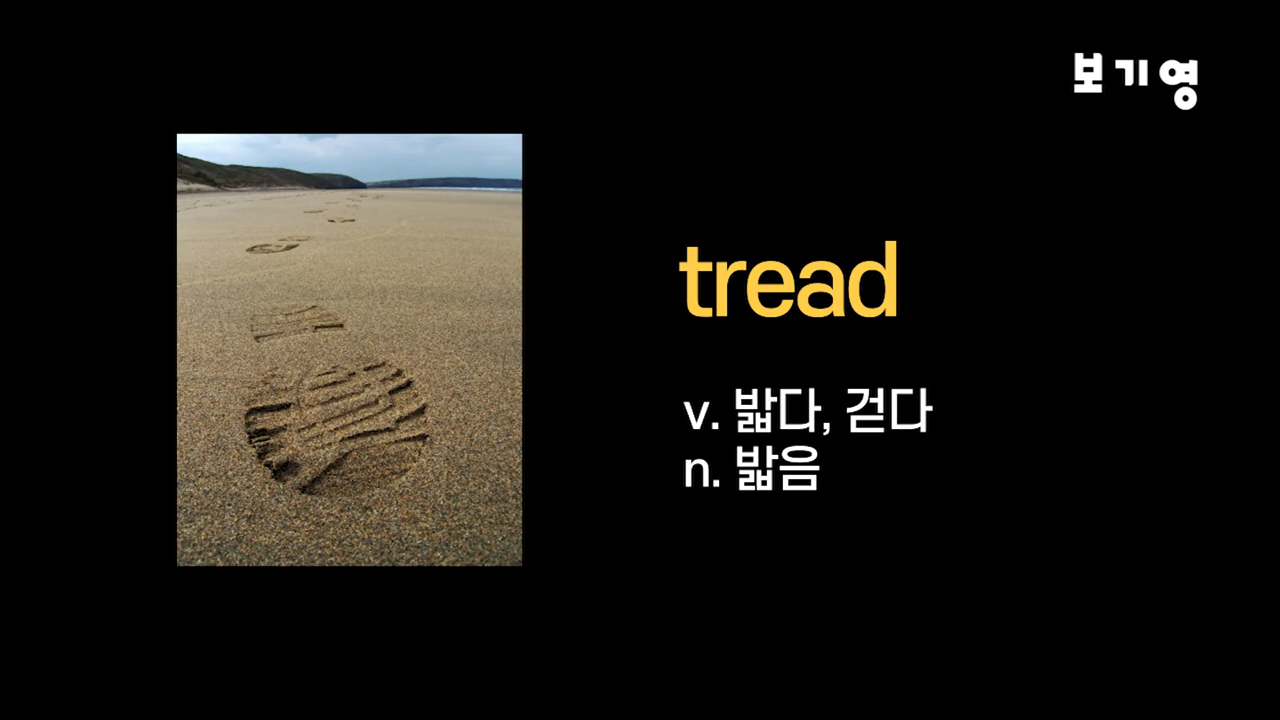 보기영
tread
v. 밟다, 걷다
n. 밟음